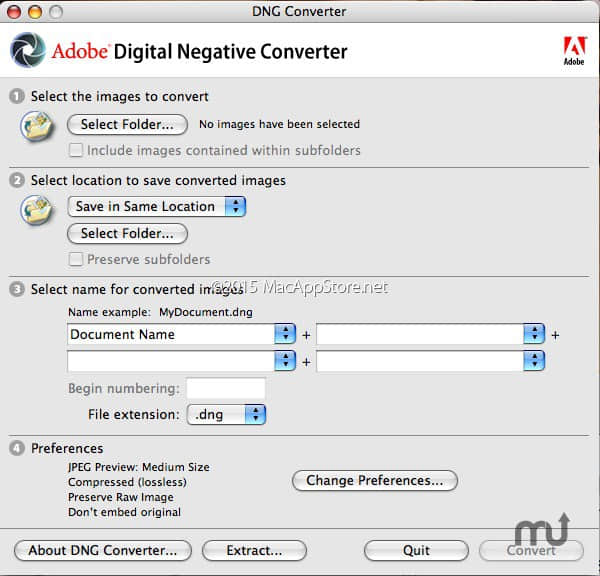 DNG Converter
Adobe® Digital Negative Converter
Adobe
1 Select the images to convert
Select Folder... No images have been selected
Include images contained within subfolders
2 Select location to save converted images
Save in Same Location
Select Folder...
Preserve subfolders
©2015 MacAppStore.net
3 Select name for converted images
Name example: MyDocument.dng
Document Name + +
+
Begin numbering:
File extension: .dng
4 Preferences
JPEG Preview: Medium Size
Compressed (lossless)
Preserve Raw Image
Don't embed original
Change Preferences...
mu
About DNG Converter... Extract... Quit Convert